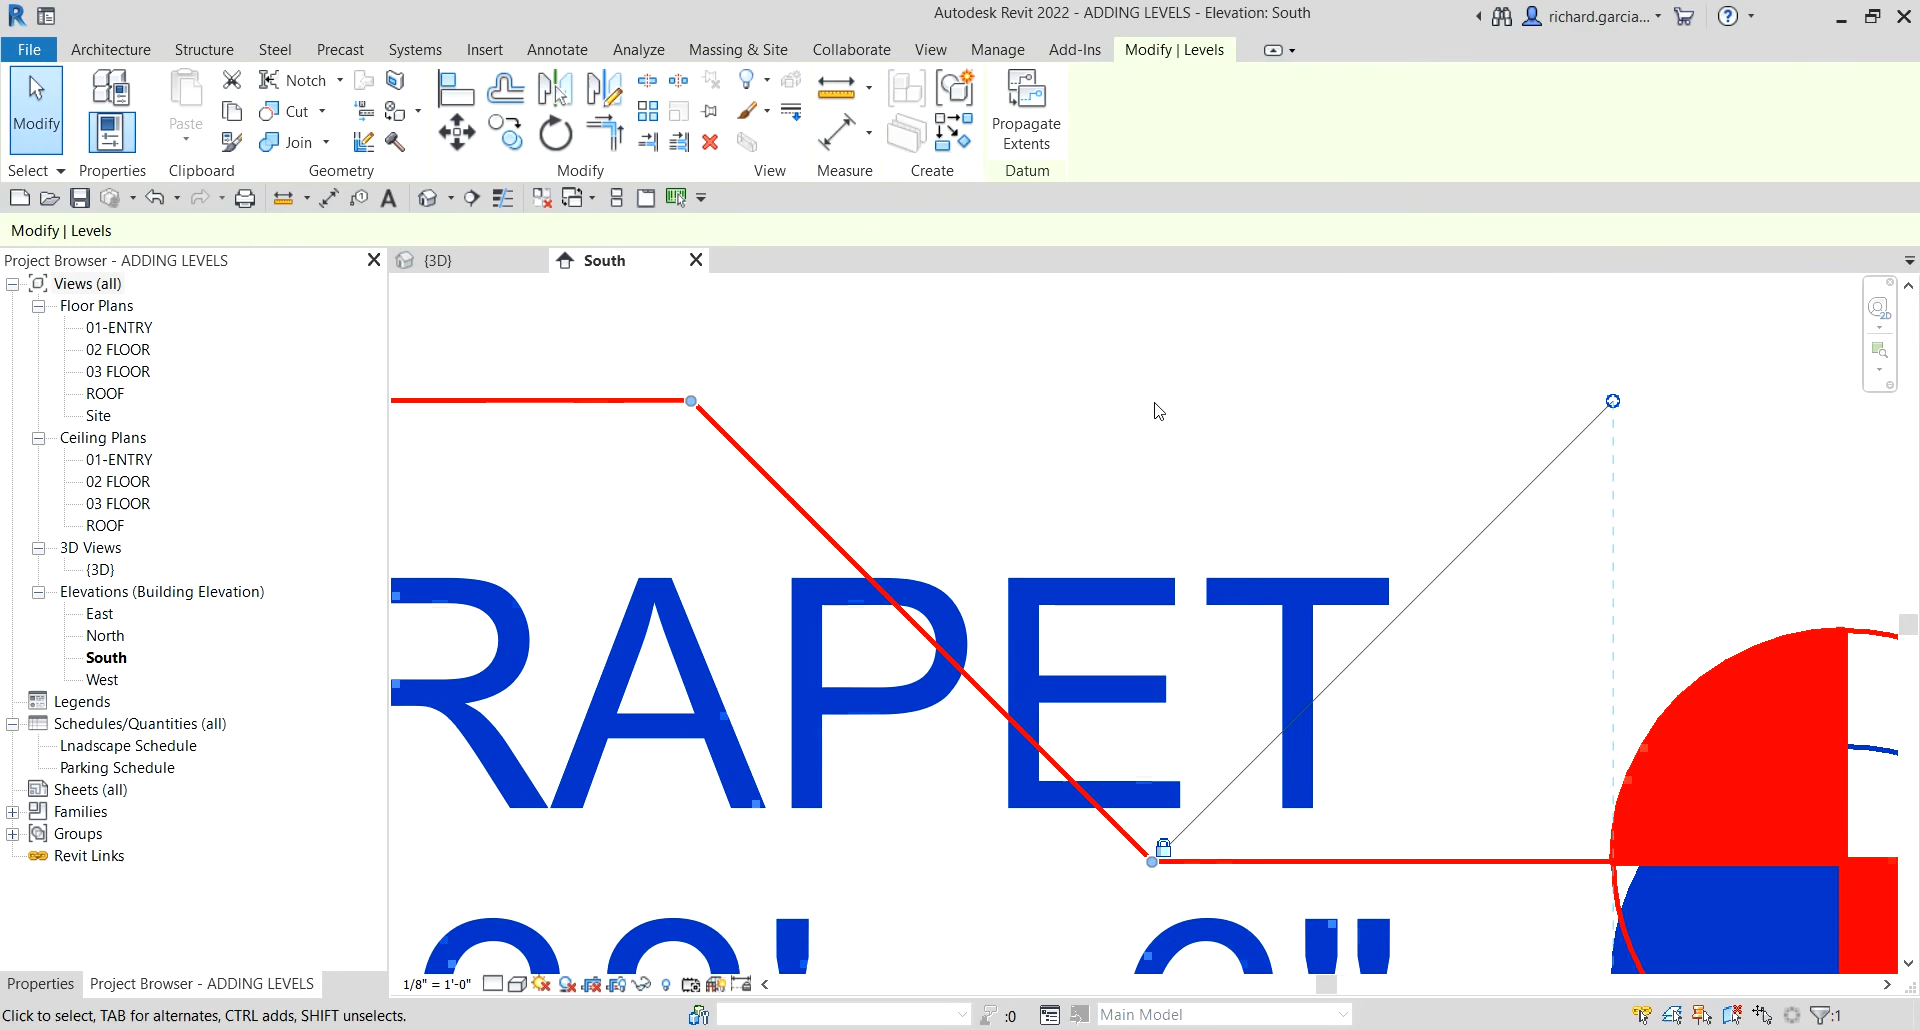 Autodesk Revit 2022 - ADDING LEVELS - Elevation: South
richard.garcia...
File Architecture Structure Steel Precast Systems Insert Annotate Analyze Massing & Site Collaborate View Manage Add-Ins Modify | Levels
Modify
Paste
Notch
Cut
Join
Propagate
Extents
Select Properties Clipboard Geometry Modify View Measure Create Datum
Modify | Levels
Project Browser - ADDING LEVELS
{3D}
South
Views (all)
Floor Plans
01-ENTRY
02 FLOOR
03 FLOOR
ROOF
Site
Ceiling Plans
01-ENTRY
02 FLOOR
03 FLOOR
ROOF
3D Views
{3D}
Elevations (Building Elevation)
East
North
South
West
Legends
Schedules/Quantities (all)
Lnadscape Schedule
Parking Schedule
Sheets (all)
Families
Groups
Revit Links
2D
RAPET
Properties
Project Browser - ADDING LEVELS
1/8" = 1'-0"
Click to select, TAB for alternates, CTRL adds, SHIFT unselects.
:0
Main Model
:1